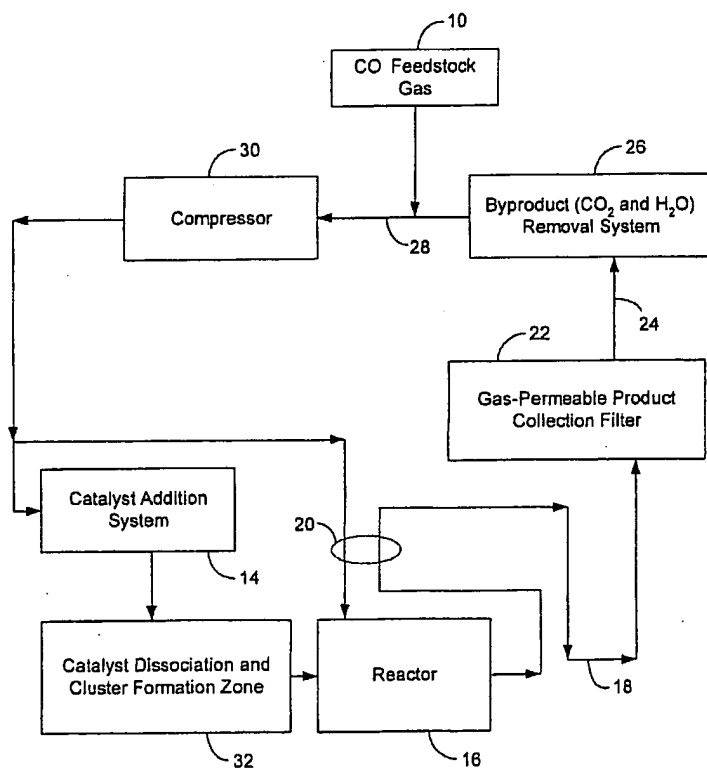 10
CO Feedstock
Gas
30
Compressor
26
Byproduct (CO₂ and H₂O)
Removal System
28
24
22
Gas-Permeable Product
Collection Filter
Catalyst Addition
System
14
20
18
Catalyst Dissociation and
Cluster Formation Zone
32
Reactor
16